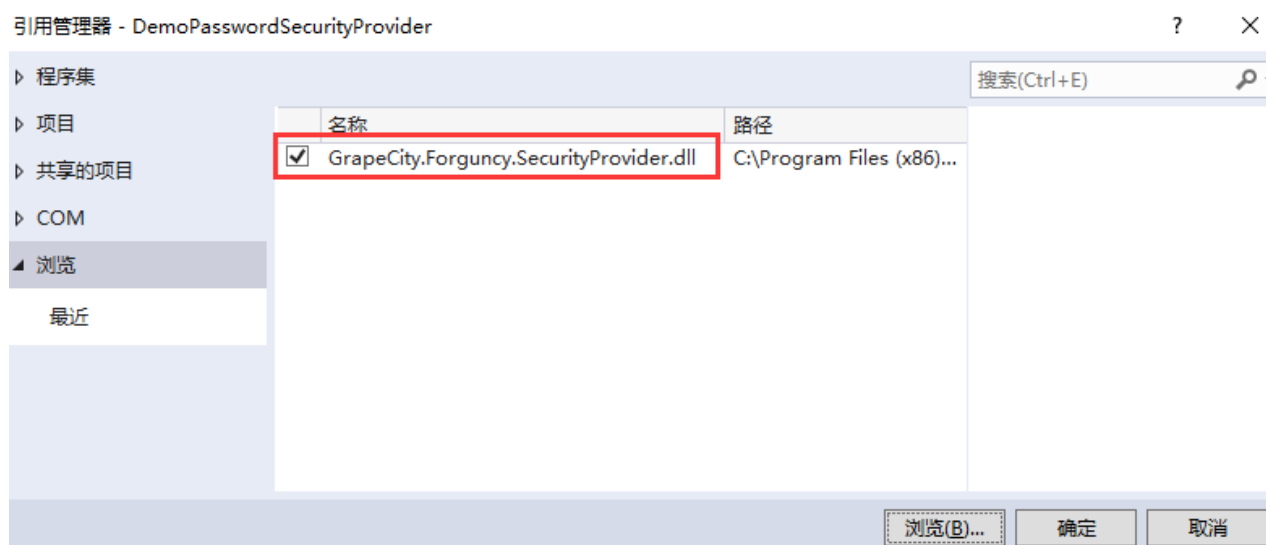 引用管理器 - DemoPasswordSecurityProvider
? ×
程序集
搜索(Ctrl+E)
项目
名称 路径
GrapeCity.Forguncy.SecurityProvider.dll C:\Program Files (x86)...
共享的项目
COM
浏览
最近
浏览(B)... 确定 取消